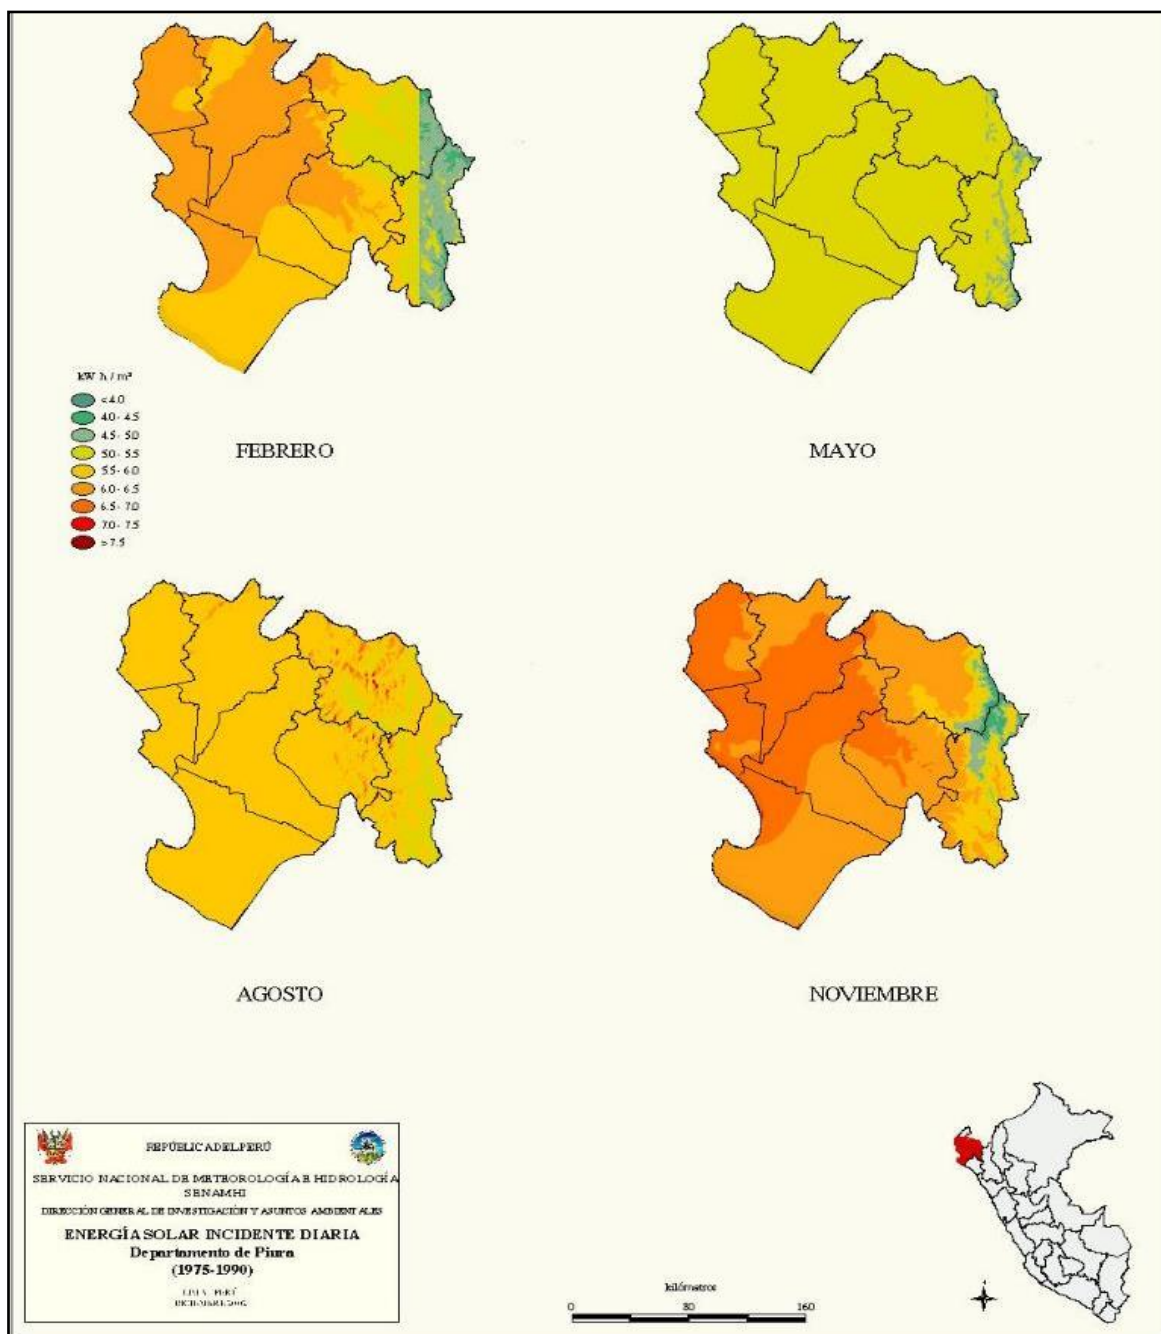 kW h / m²
< 4.0
4.0 - 4.5
4.5 - 5.0
5.0 - 5.5
5.5 - 6.0
6.0 - 6.5
6.5 - 7.0
7.0 - 7.5
> 7.5
FEBRERO
MAYO
AGOSTO
NOVIEMBRE
REPÚBLICA DEL PERÚ
SERVICIO NACIONAL DE METEOROLOGÍA E HIDROLOGÍA
SENAMHI
DIRECCIÓN GENERAL DE INVESTIGACIÓN Y ASUNTOS AMBIENTALES
ENERGÍA SOLAR INCIDENTE DIARIA
Departamento de Piura
(1975-1990)
PERÚ
kilómetros
0 80 160